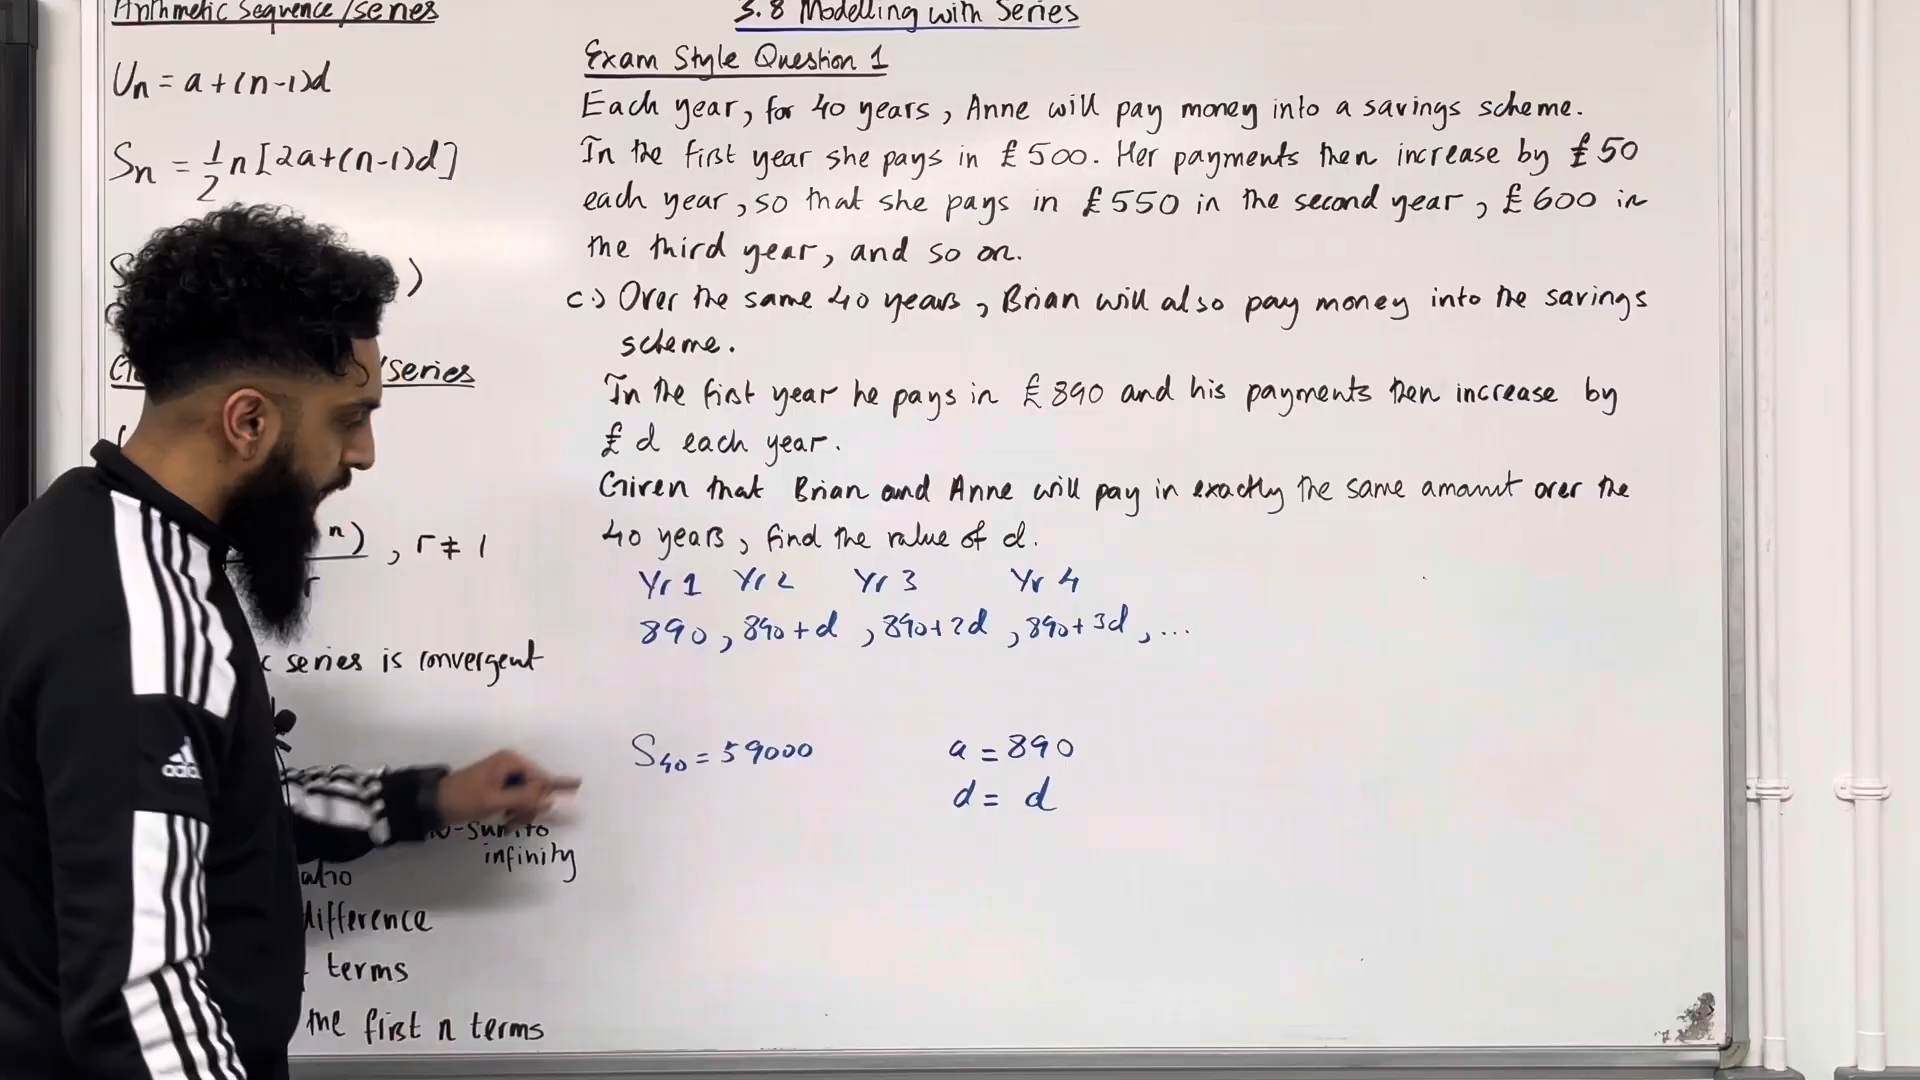 Arithmetic Sequence/series
Un = a+(n-1)d
Sn = 1/2 n[2a+(n-1)d]
S )
/series
n) , r ≠ 1
r
c series is convergent
infinity
difference
terms
the first n terms
3.8 Modelling with Series
Exam Style Question 1
Each year, for 40 years, Anne will pay money into a savings scheme.
In the first year she pays in £500. Her payments then increase by £50
each year, so that she pays in £550 in the second year, £600 in
the third year, and so on.
c.) Over the same 40 years, Brian will also pay money into the savings
scheme.
In the first year he pays in £890 and his payments then increase by
£d each year.
Given that Brian and Anne will pay in exactly the same amount over the
40 years, find the value of d.
Yr 1 Yr 2 Yr 3 Yr 4
890, 890+d, 890+2d, 890+3d, ...
S40 = 59000 a = 890
d = d
adidas